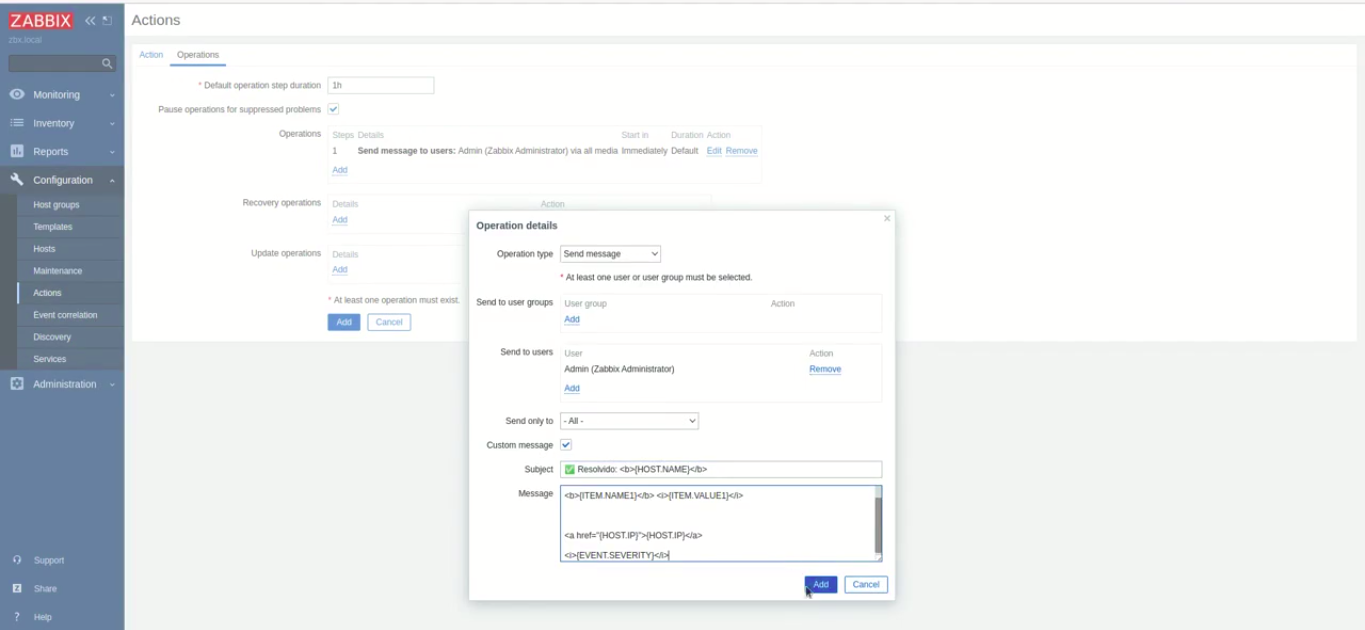 ZABBIX
zbx.local
Monitoring
Inventory
Reports
Configuration
Host groups
Templates
Hosts
Maintenance
Actions
Event correlation
Discovery
Services
Administration
Support
Share
Help
Actions
Action Operations
* Default operation step duration 1h
Pause operations for suppressed problems
Operations Steps Details Start in Duration Action
1 Send message to users: Admin (Zabbix Administrator) via all media Immediately Default Edit Remove
Add
Recovery operations Details Action
Add
Update operations Details
Add
* At least one operation must exist.
Add Cancel
Operation details
Operation type Send message
* At least one user or user group must be selected.
Send to user groups User group Action
Add
Send to users User Action
Admin (Zabbix Administrator) Remove
Add
Send only to - All -
Custom message
Subject ✅ Resolvido: <b>{HOST.NAME}</b>
Message <b>{ITEM.NAME1}</b> <i>{ITEM.VALUE1}</i>
<a href="{HOST.IP}">{HOST.IP}</a>
<i>{EVENT.SEVERITY}</i>
Add Cancel